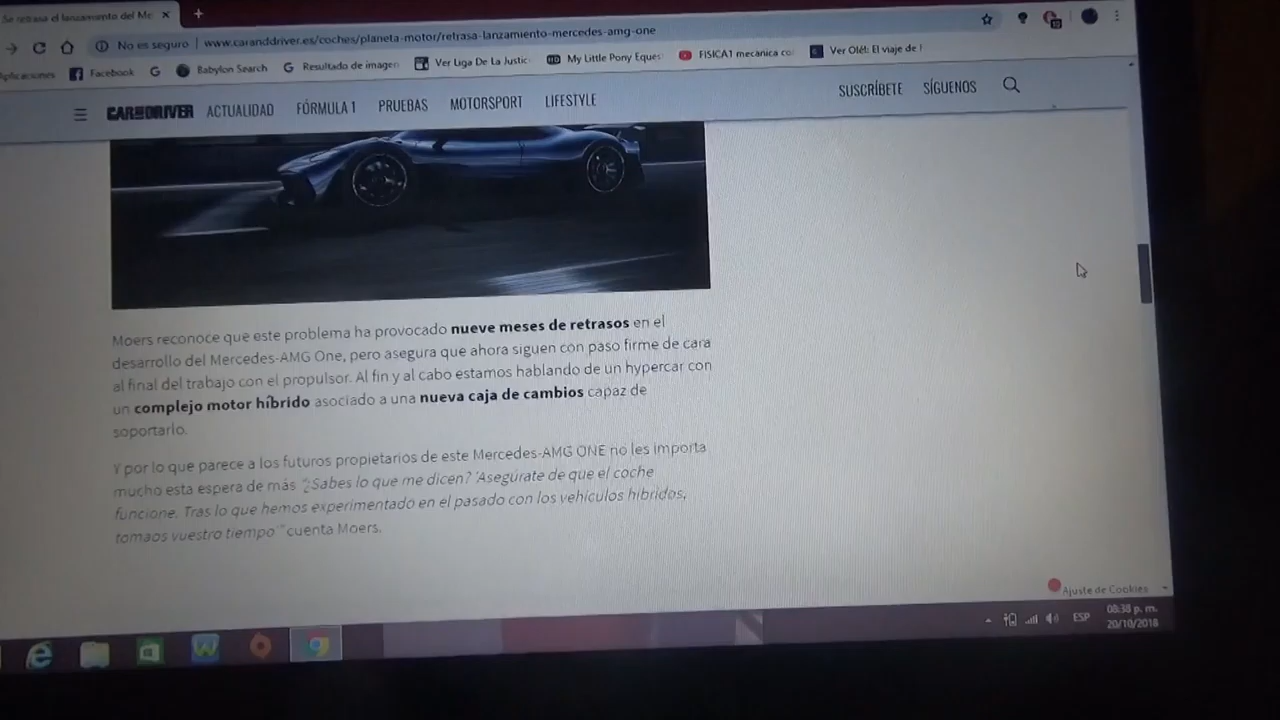 Se retrasa el lanzamiento del Me
No es seguro | www.caranddriver.es/coches/planeta-motor/retrasa-lanzamiento-mercedes-amg-one
Aplicaciones Facebook Babylon Search Resultado de imagen Ver Liga De La Justic My Little Pony Eques FISICA1 mecanica co Ver Olé!: El viaje de
CAR AND DRIVER ACTUALIDAD FÓRMULA 1 PRUEBAS MOTORSPORT LIFESTYLE SUSCRÍBETE SÍGUENOS
Moers reconoce que este problema ha provocado nueve meses de retrasos en el
desarrollo del Mercedes-AMG One, pero asegura que ahora siguen con paso firme de cara
al final del trabajo con el propulsor. Al fin y al cabo estamos hablando de un hypercar con
un complejo motor híbrido asociado a una nueva caja de cambios capaz de
soportarlo.
Y por lo que parece a los futuros propietarios de este Mercedes-AMG ONE no les importa
mucho esta espera de más "¿Sabes lo que me dicen? 'Asegúrate de que el coche
funcione. Tras lo que hemos experimentado en el pasado con los vehículos híbridos,
tomaos vuestro tiempo'" cuenta Moers.
Ajuste de Cookies
ESP
08:38 p. m.
20/10/2018